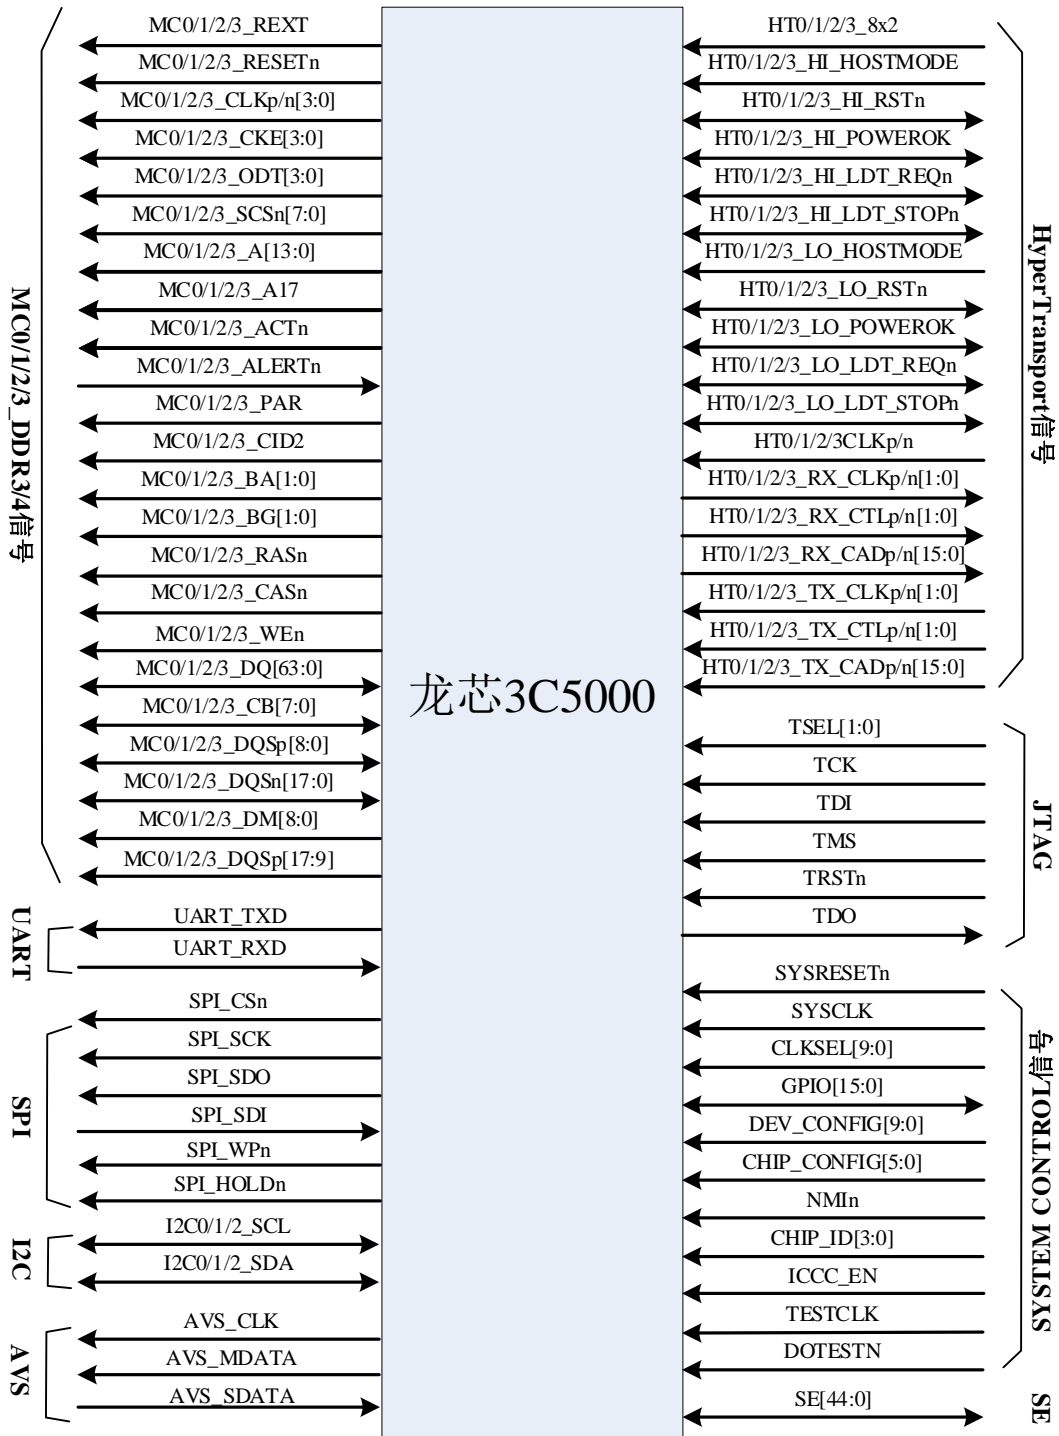 MC0/1/2/3_REXT
MC0/1/2/3_RESETn
MC0/1/2/3_CLKp/n[3:0]
MC0/1/2/3_CKE[3:0]
MC0/1/2/3_ODT[3:0]
MC0/1/2/3_SCSn[7:0]
MC0/1/2/3_A[13:0]
MC0/1/2/3_A17
MC0/1/2/3_ACTn
MC0/1/2/3_ALERTn
MC0/1/2/3_PAR
MC0/1/2/3_CID2
MC0/1/2/3_BA[1:0]
MC0/1/2/3_BG[1:0]
MC0/1/2/3_RASn
MC0/1/2/3_CASn
MC0/1/2/3_WEn
MC0/1/2/3_DQ[63:0]
MC0/1/2/3_CB[7:0]
MC0/1/2/3_DQSp[8:0]
MC0/1/2/3_DQSn[17:0]
MC0/1/2/3_DM[8:0]
MC0/1/2/3_DQSp[17:9]
MC0/1/2/3_DDR3/4信号
UART_TXD
UART_RXD
UART
SPI_CSn
SPI_SCK
SPI_SDO
SPI_SDI
SPI_WPn
SPI_HOLDn
SPI
I2C0/1/2_SCL
I2C0/1/2_SDA
I2C
AVS_CLK
AVS_MDATA
AVS_SDATA
AVS
龙芯3C5000
HT0/1/2/3_8x2
HT0/1/2/3_HI_HOSTMODE
HT0/1/2/3_HI_RSTn
HT0/1/2/3_HI_POWEROK
HT0/1/2/3_HI_LDT_REQn
HT0/1/2/3_HI_LDT_STOPn
HT0/1/2/3_LO_HOSTMODE
HT0/1/2/3_LO_RSTn
HT0/1/2/3_LO_POWEROK
HT0/1/2/3_LO_LDT_REQn
HT0/1/2/3_LO_LDT_STOPn
HT0/1/2/3CLKp/n
HT0/1/2/3_RX_CLKp/n[1:0]
HT0/1/2/3_RX_CTLp/n[1:0]
HT0/1/2/3_RX_CADp/n[15:0]
HT0/1/2/3_TX_CLKp/n[1:0]
HT0/1/2/3_TX_CTLp/n[1:0]
HT0/1/2/3_TX_CADp/n[15:0]
HyperTransport信号
TSEL[1:0]
TCK
TDI
TMS
TRSTn
TDO
JTAG
SYSRESETn
SYSCLK
CLKSEL[9:0]
GPIO[15:0]
DEV_CONFIG[9:0]
CHIP_CONFIG[5:0]
NMIn
CHIP_ID[3:0]
ICCC_EN
TESTCLK
DOTESTN
SYSTEM CONTROL信号
SE[44:0]
SE